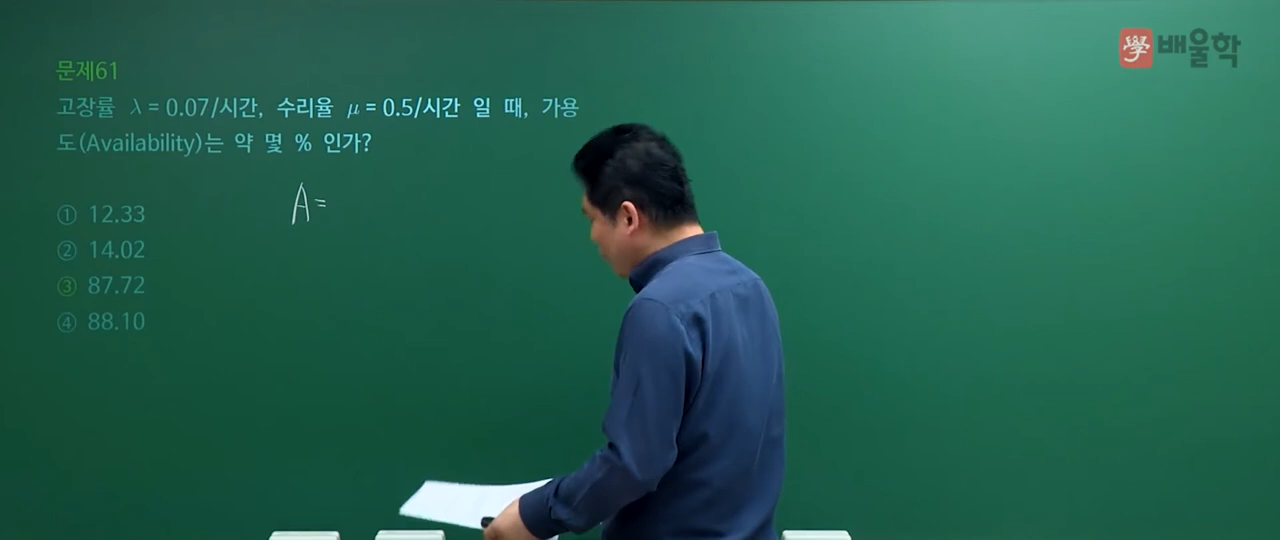 學 배울학
문제61
고장률 λ = 0.07/시간, 수리율 μ = 0.5/시간 일 때, 가용
도(Availability)는 약 몇 % 인가?
A =
① 12.33
② 14.02
③ 87.72
④ 88.10